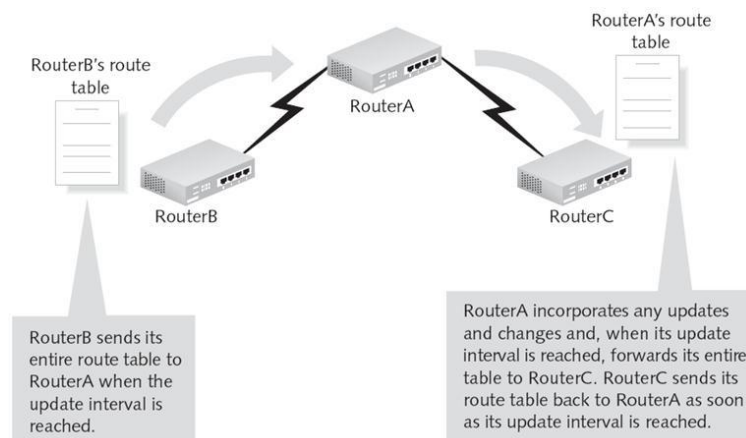 RouterA's route
table
RouterB's route
table
RouterA
RouterB
RouterC
RouterB sends its
entire route table to
RouterA when the
update interval is
reached.
RouterA incorporates any updates
and changes and, when its update
interval is reached, forwards its entire
table to RouterC. RouterC sends its
route table back to RouterA as soon
as its update interval is reached.